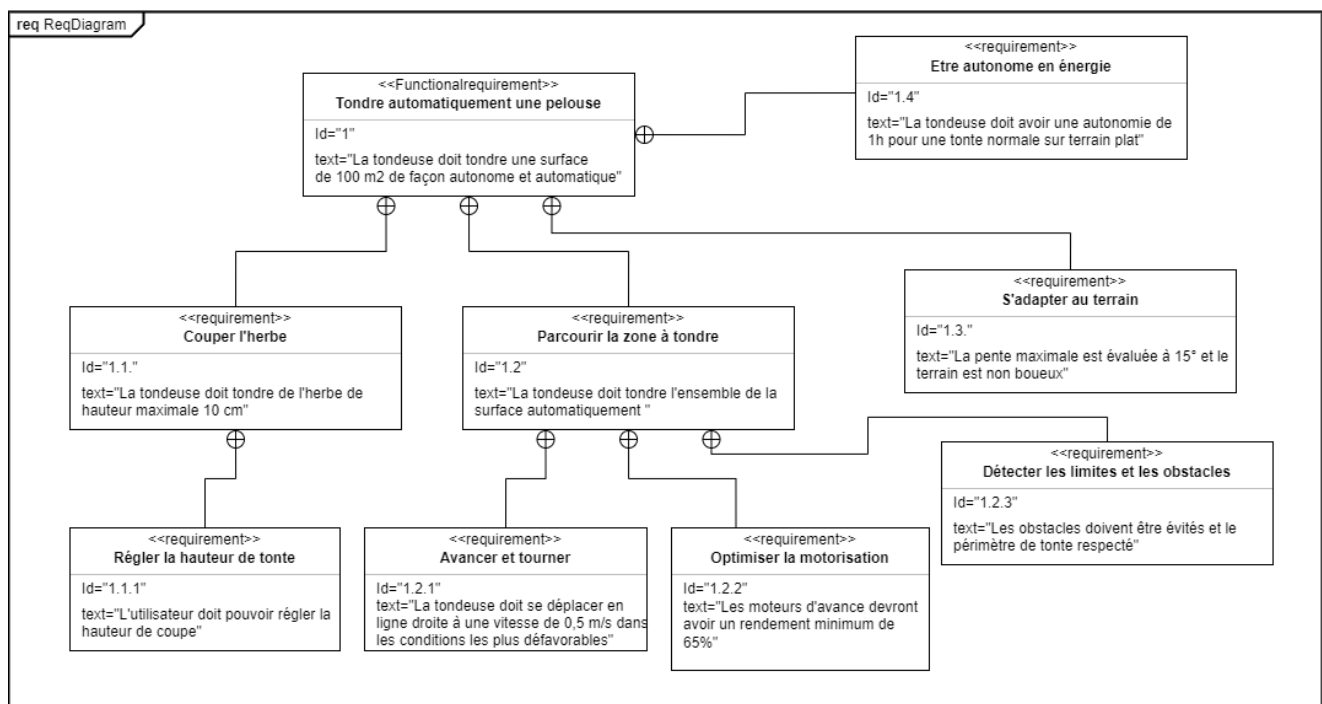 req ReqDiagram
<<requirement>>
Etre autonome en énergie
Id="1.4"
text="La tondeuse doit avoir une autonomie de
1h pour une tonte normale sur terrain plat"
<<Functionalrequirement>>
Tondre automatiquement une pelouse
Id="1"
text="La tondeuse doit tondre une surface
de 100 m2 de façon autonome et automatique"
<<requirement>>
S'adapter au terrain
Id="1.3."
text="La pente maximale est évaluée à 15° et le
terrain est non boueux"
<<requirement>>
Couper l'herbe
Id="1.1."
text="La tondeuse doit tondre de l'herbe de
hauteur maximale 10 cm"
<<requirement>>
Parcourir la zone à tondre
Id="1.2"
text="La tondeuse doit tondre l'ensemble de la
surface automatiquement "
<<requirement>>
Détecter les limites et les obstacles
Id="1.2.3"
text="Les obstacles doivent être évités et le
périmètre de tonte respecté"
<<requirement>>
Régler la hauteur de tonte
Id="1.1.1"
text="L'utilisateur doit pouvoir régler la
hauteur de coupe"
<<requirement>>
Avancer et tourner
Id="1.2.1"
text="La tondeuse doit se déplacer en
ligne droite à une vitesse de 0,5 m/s dans
les conditions les plus défavorables"
<<requirement>>
Optimiser la motorisation
Id="1.2.2"
text="Les moteurs d'avance devront
avoir un rendement minimum de
65%"